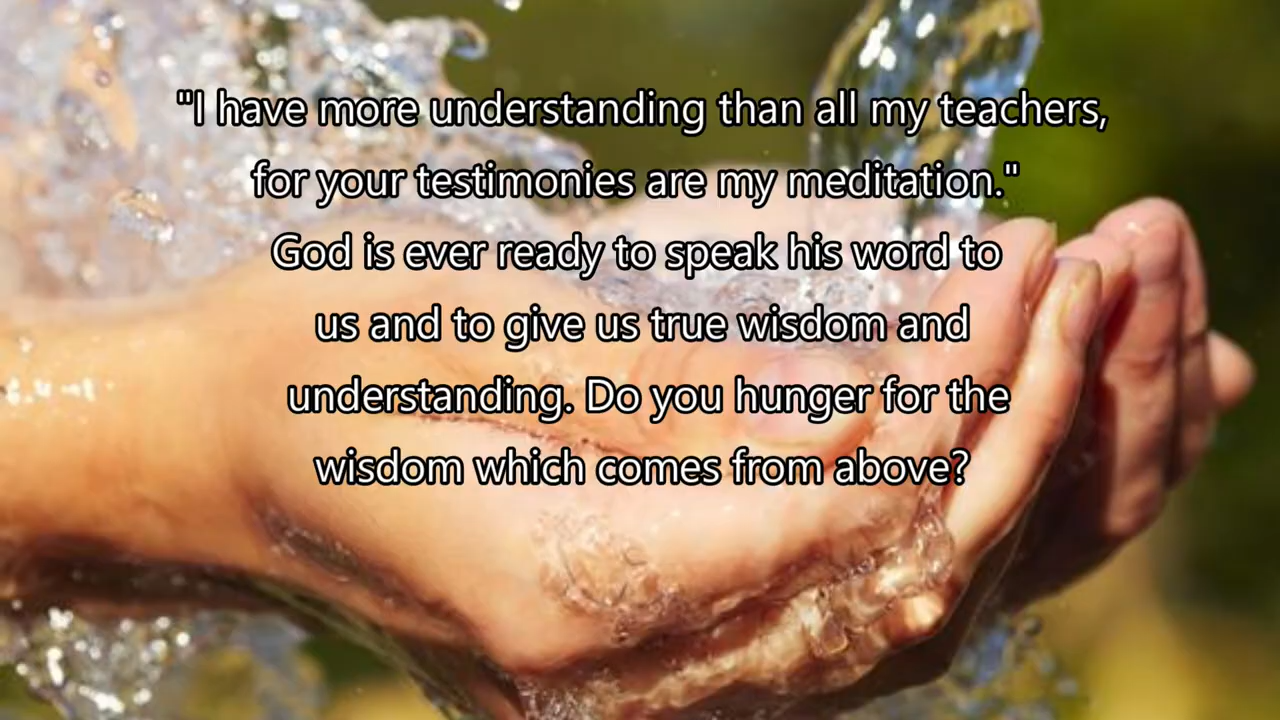 "I have more understanding than all my teachers,
for your testimonies are my meditation."
God is ever ready to speak his word to
us and to give us true wisdom and
understanding. Do you hunger for the
wisdom which comes from above?